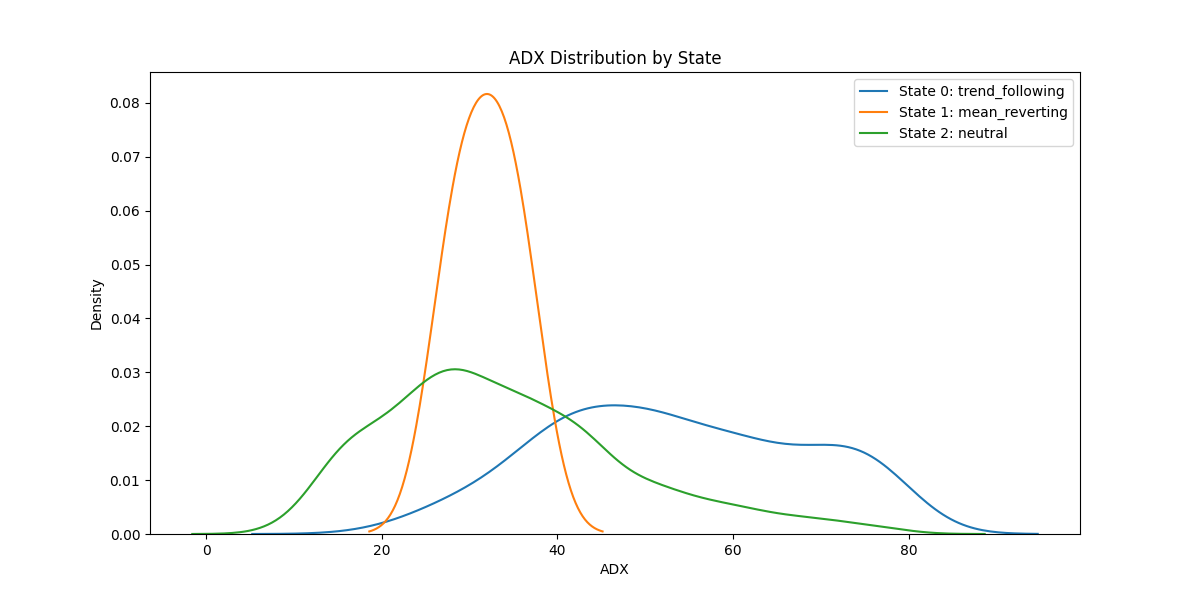 ADX Distribution by State
State 0: trend_following
State 1: mean_reverting
State 2: neutral
0.08
0.07
0.06
0.05
0.04
0.03
0.02
0.01
0.00
Density
0
20
40
60
80
ADX